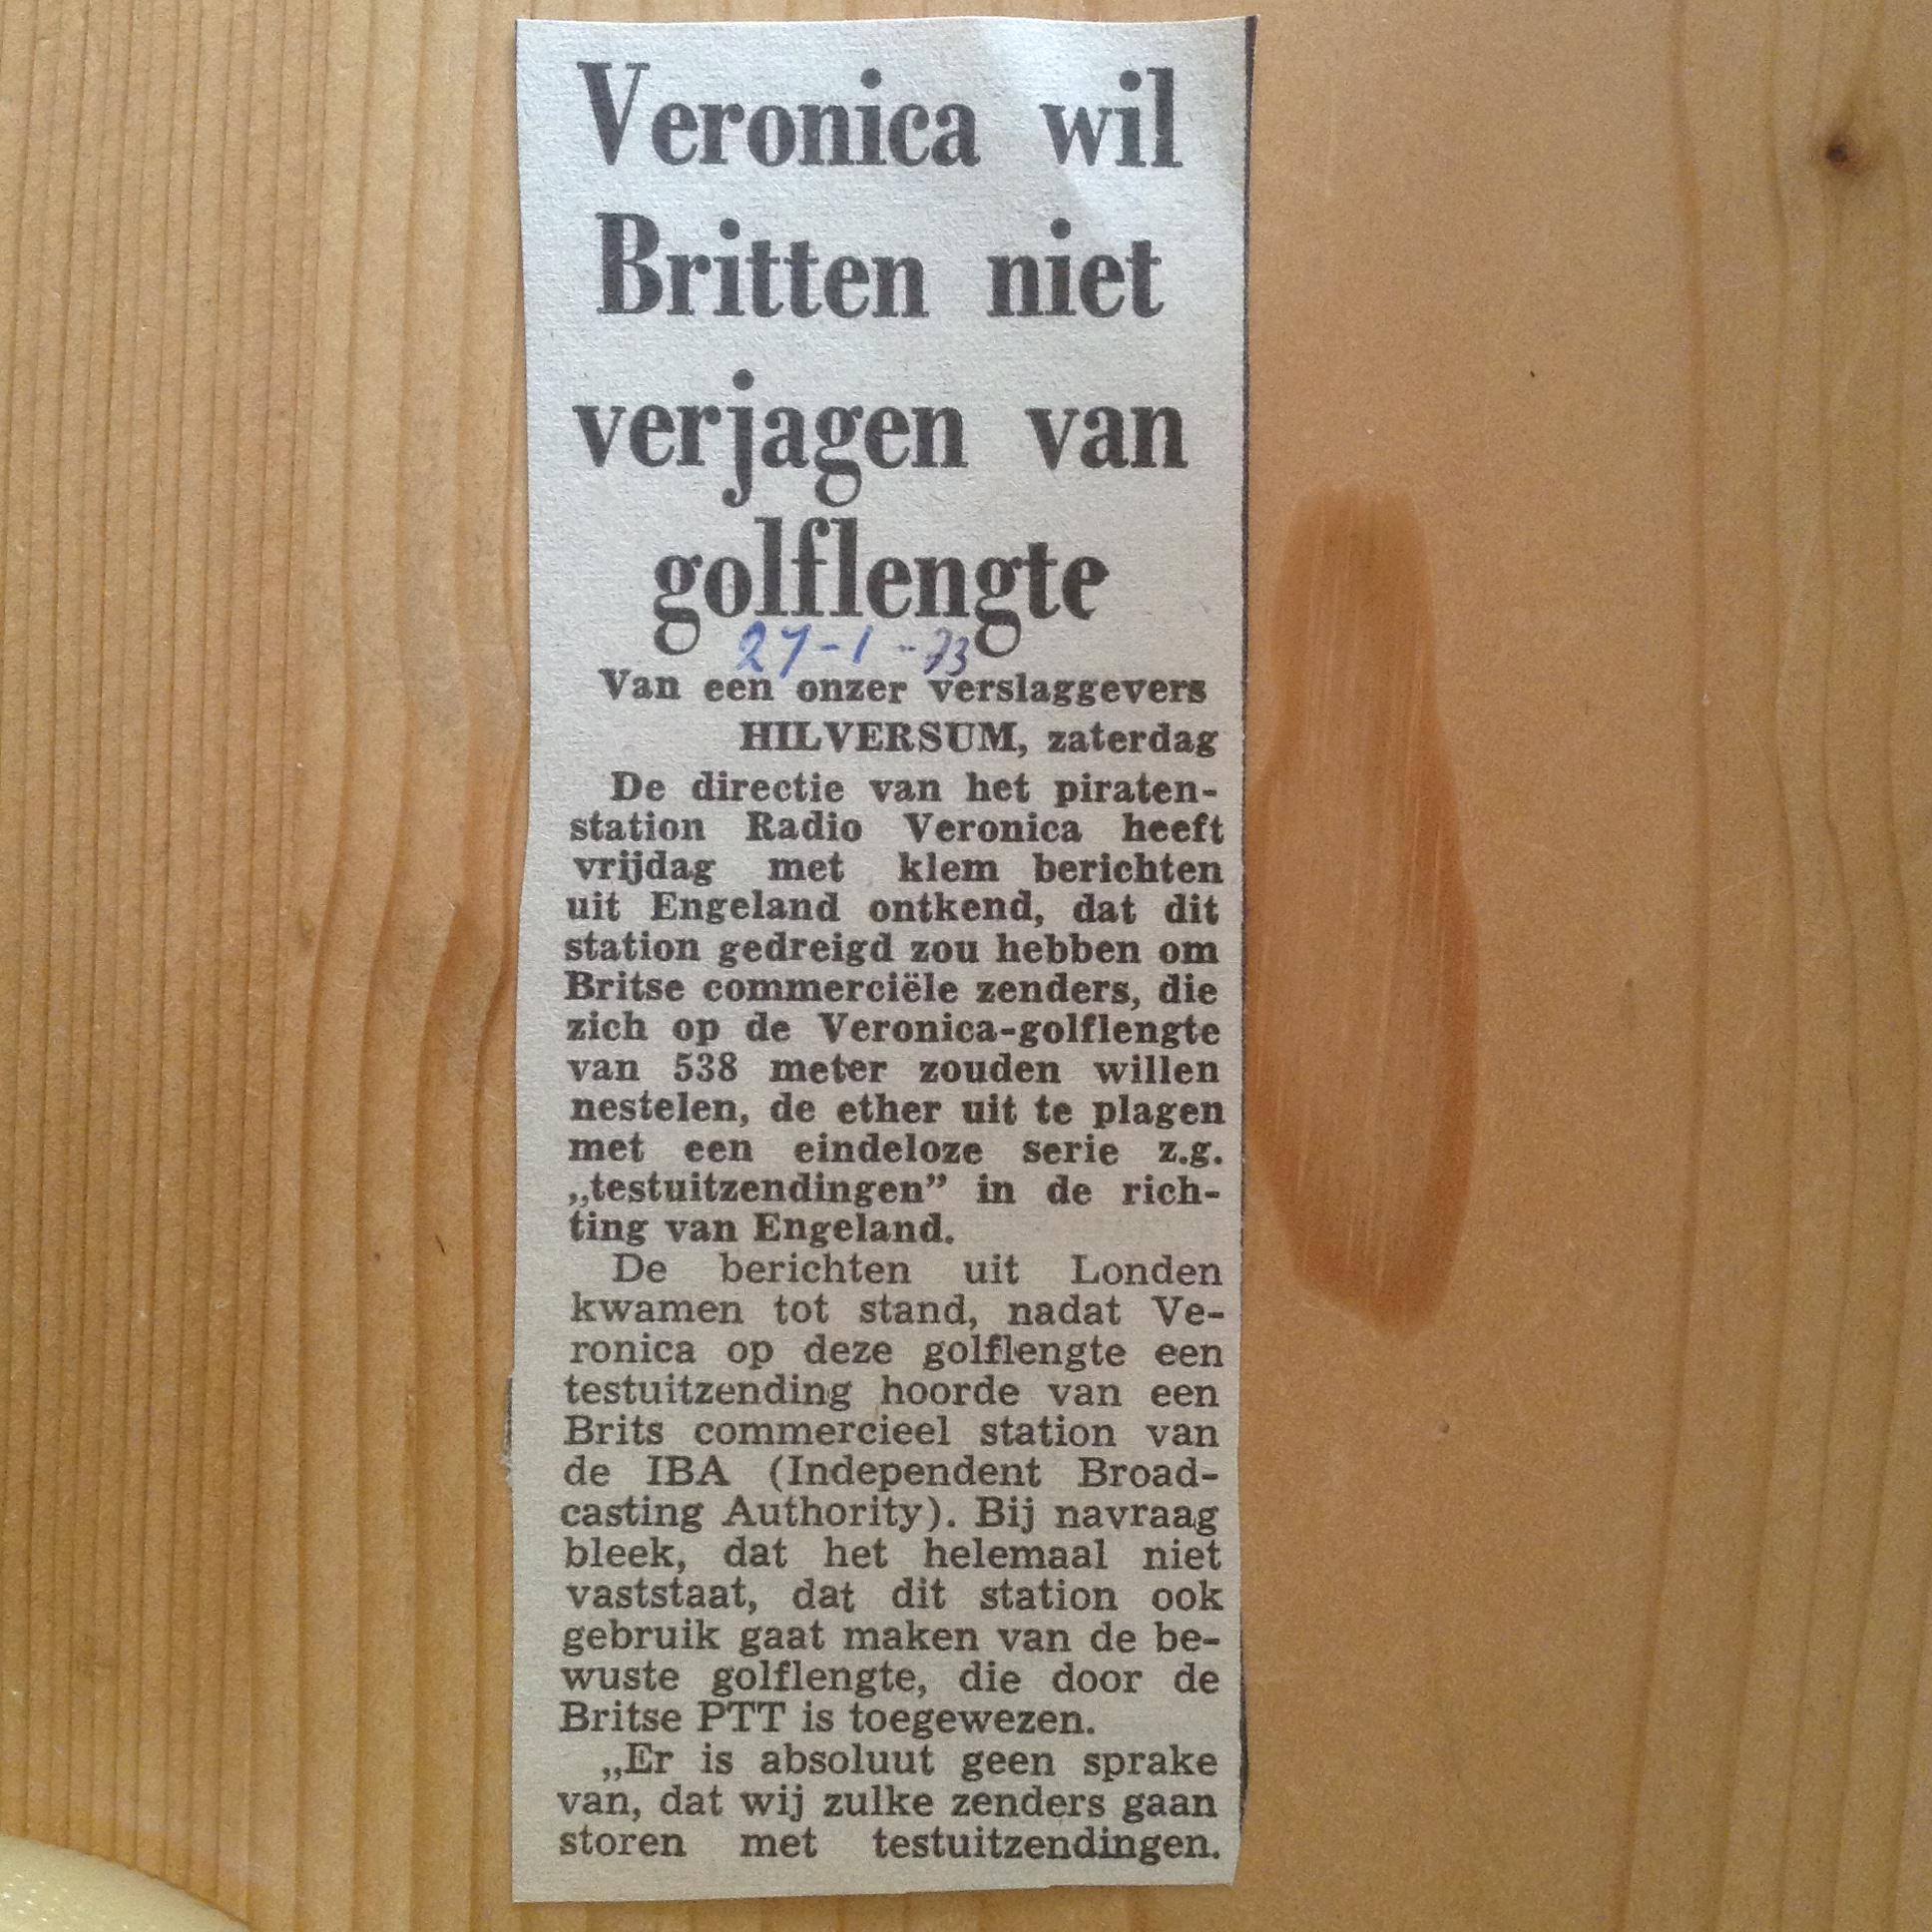 Veronica wil
Britten niet
verjagen van
golflengte
27-1-73
Van een onzer verslaggevers
HILVERSUM, zaterdag
De directie van het piraten-
station Radio Veronica heeft
vrijdag met klem berichten
uit Engeland ontkend, dat dit
station gedreigd zou hebben om
Britse commerciële zenders, die
zich op de Veronica-golflengte
van 538 meter zouden willen
nestelen, de ether uit te plagen
met een eindeloze serie z.g.
„testuitzendingen” in de rich-
ting van Engeland.
De berichten uit Londen
kwamen tot stand, nadat Ve-
ronica op deze golflengte een
testuitzending hoorde van een
Brits commercieel station van
de IBA (Independent Broad-
casting Authority). Bij navraag
bleek, dat het helemaal niet
vaststaat, dat dit station ook
gebruik gaat maken van de be-
wuste golflengte, die door de
Britse PTT is toegewezen.
„Er is absoluut geen sprake
van, dat wij zulke zenders gaan
storen met testuitzendingen.